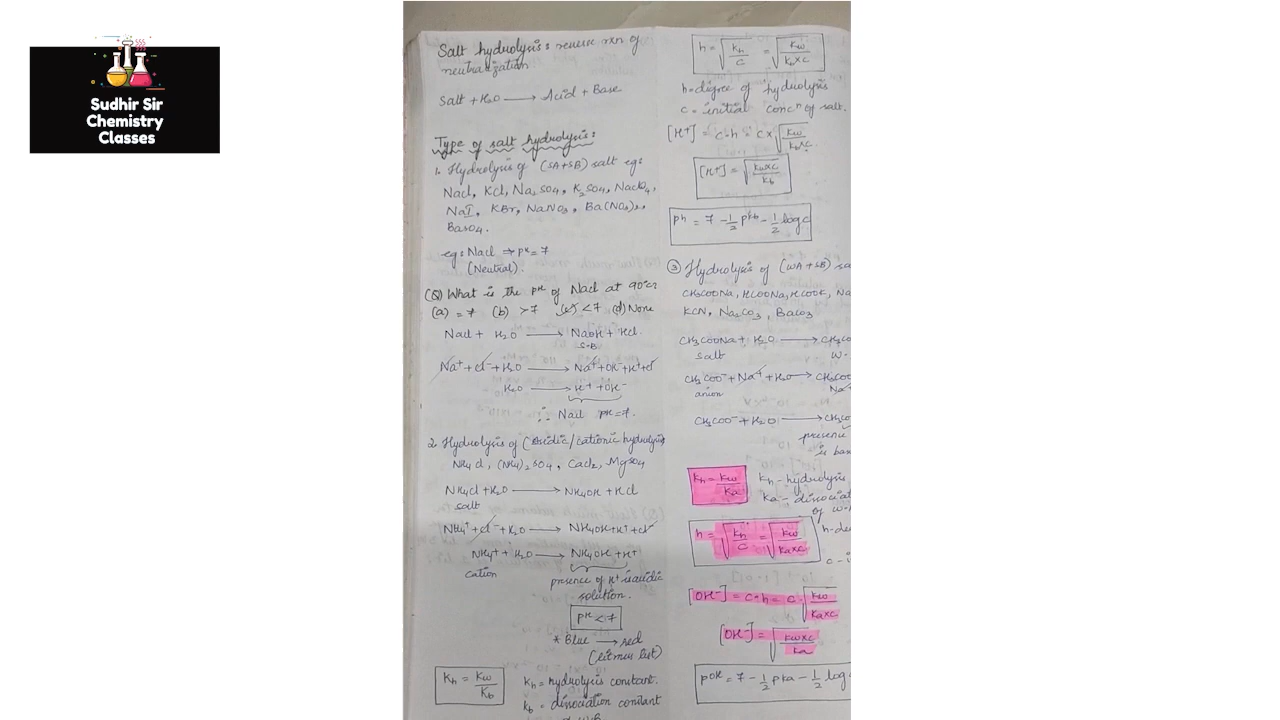 Sudhir Sir
Chemistry
Classes
Salt hydrolysis: reverse rxn of
neutralization
Salt + H₂O ⟶ Acid + Base
Type of salt hydrolysis:
1. Hydrolysis of (SA+SB) salt eg:
NaCl, KCl, Na₂SO₄, K₂SO₄, NaClO₄,
NaI, KBr, NaNO₃, Ba(NO₃)₂,
BaSO₄.
eg: NaCl ⇒ pH = 7
(Neutral).
(Q) What is the pH of NaCl at 90°C?
(a) = 7 (b) > 7 (c) < 7 (d) None
NaCl + H₂O ⟶ NaOH + HCl
S.B.
Na⁺ + Cl⁻ + H₂O ⟶ Na⁺ + OH⁻ + H⁺ + Cl⁻
H₂O ⟶ H⁺ + OH⁻
∴ NaCl pH = 7.
2. Hydrolysis of (acidic/cationic hydrolysis
NH₄Cl, (NH₄)₂SO₄, CaCl₂, MgSO₄
NH₄Cl + H₂O ⟶ NH₄OH + HCl
salt
NH₄⁺ + Cl⁻ + H₂O ⟶ NH₄OH + H⁺ + Cl⁻
NH₄⁺ + H₂O ⟶ NH₄OH + H⁺
cation
presence of H⁺ is acidic
solution.
pH < 7
* Blue ⟶ red
(litmus list)
Kh = Kw/Kb
kh = hydrolysis constant.
kb = dissociation constant
of W.B
h = √(kh/c) = √(kw/(kb×c))
h = degree of hydrolysis
c = initial concⁿ of salt.
[H⁺] = c·h = c × √(kw/(kb×c))
[H⁺] = √(kw×c/kb)
pH = 7 - 1/2 pkb - 1/2 log c
③ Hydrolysis of (WA + SB) sa
CH₃COONa, HCOONa, HCOOK, Na
KCN, Na₂CO₃, BaCO₃
CH₃COONa + H₂O ⟶ CH₃CO
salt W.
CH₃COO⁻ + Na⁺ + H₂O ⟶ CH₃COO
anion Na
CH₃COO⁻ + H₂O ⟶ CH₃CO
presence
is bas
kh = kw/ka
kh - hydrolysis
ka - dissociat
of W.
h = √(kh/c) = √(kw/(ka×c))
h - de
c - i
[OH⁻] = c×h = c·√(kw/(ka×c))
[OH⁻] = √(kw×c/ka)
pOH = 7 - 1/2 pka - 1/2 log